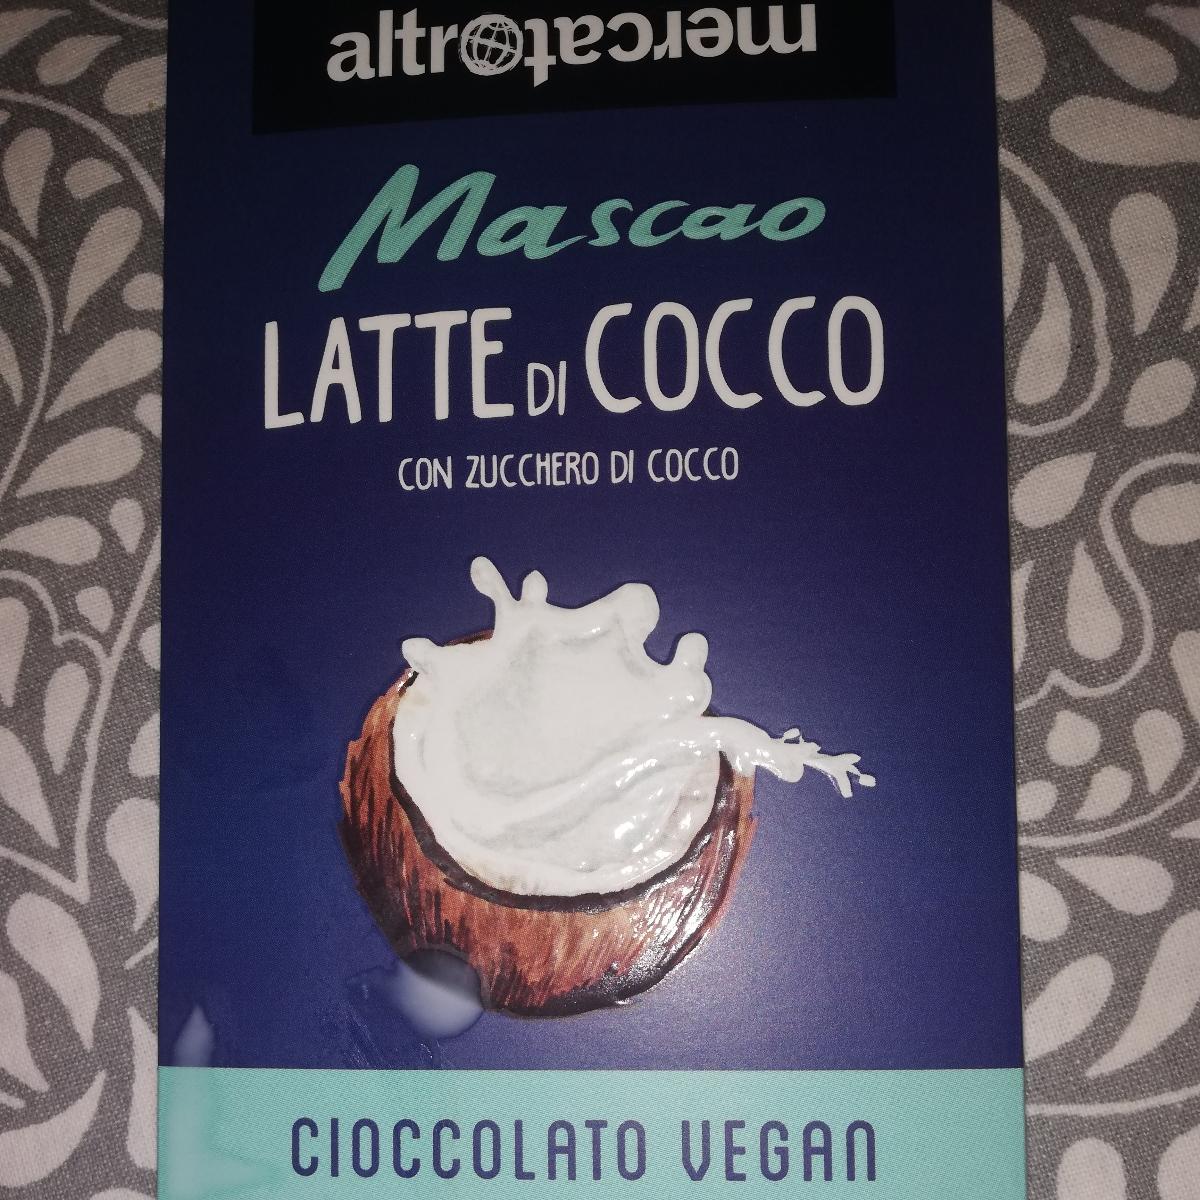 altromercato
Mascao
LATTE DI COCCO
CON ZUCCHERO DI COCCO
CIOCCOLATO VEGAN